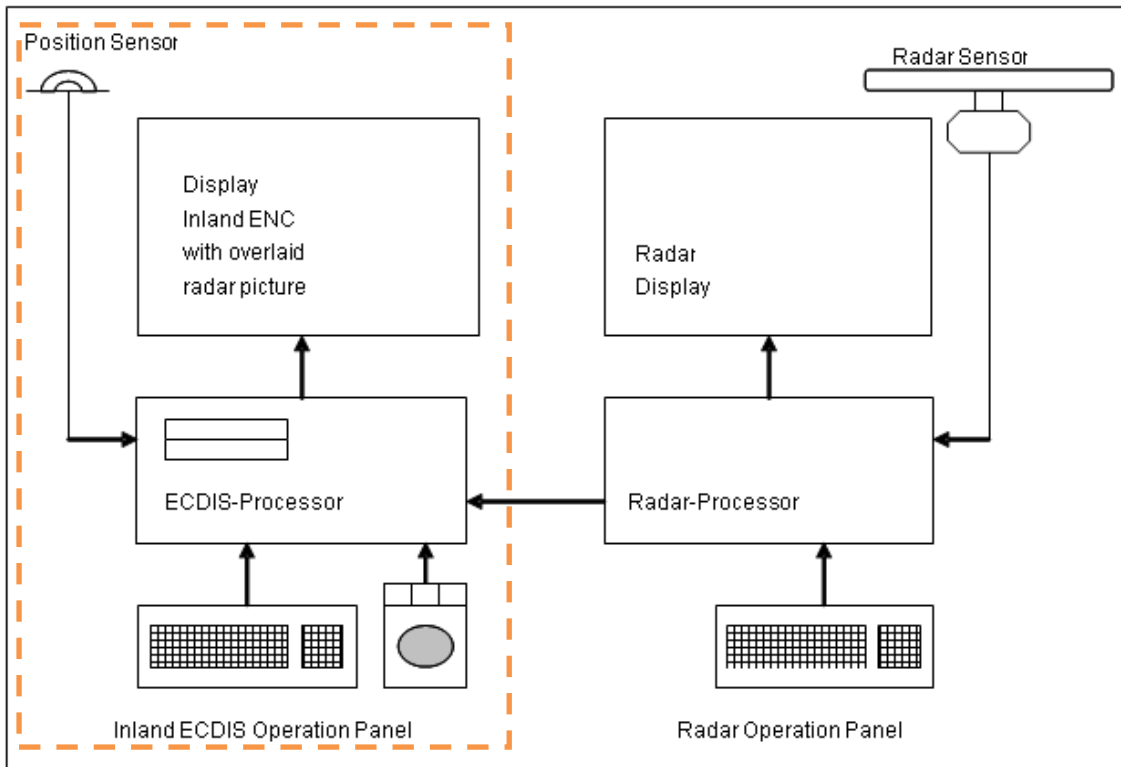 Position Sensor
Radar Sensor
Display
Inland ENC
with overlaid
radar picture
Radar
Display
ECDIS-Processor
Radar-Processor
Inland ECDIS Operation Panel
Radar Operation Panel